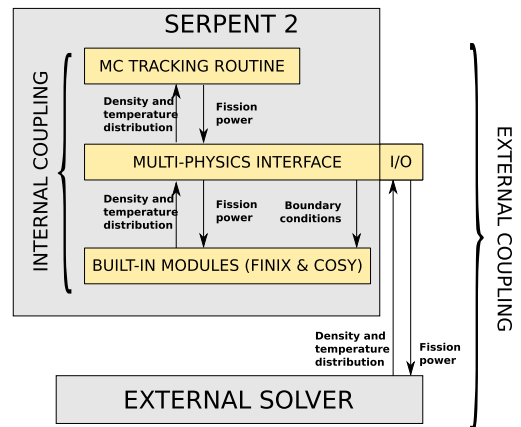 SERPENT 2
MC TRACKING ROUTINE
Density and
temperature
distribution
Fission
power
INTERNAL COUPLING
MULTI-PHYSICS INTERFACE
I/O
Density and
temperature
distribution
Fission
power
Boundary
conditions
BUILT-IN MODULES (FINIX & COSY)
EXTERNAL COUPLING
Density and
temperature
distribution
Fission
power
EXTERNAL SOLVER